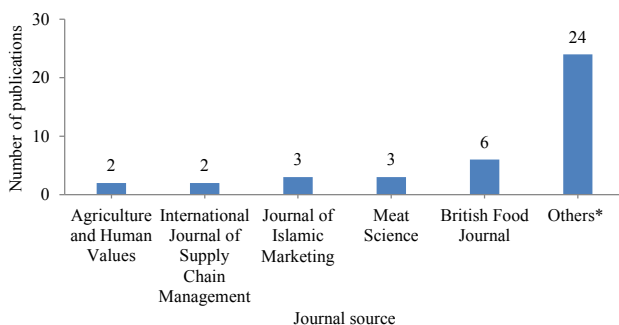 Number of publications
30
20
10
0
2
2
3
3
6
24
Agriculture
and Human
Values
International
Journal of
Supply
Chain
Management
Journal of
Islamic
Marketing
Meat
Science
British Food
Journal
Others*
Journal source